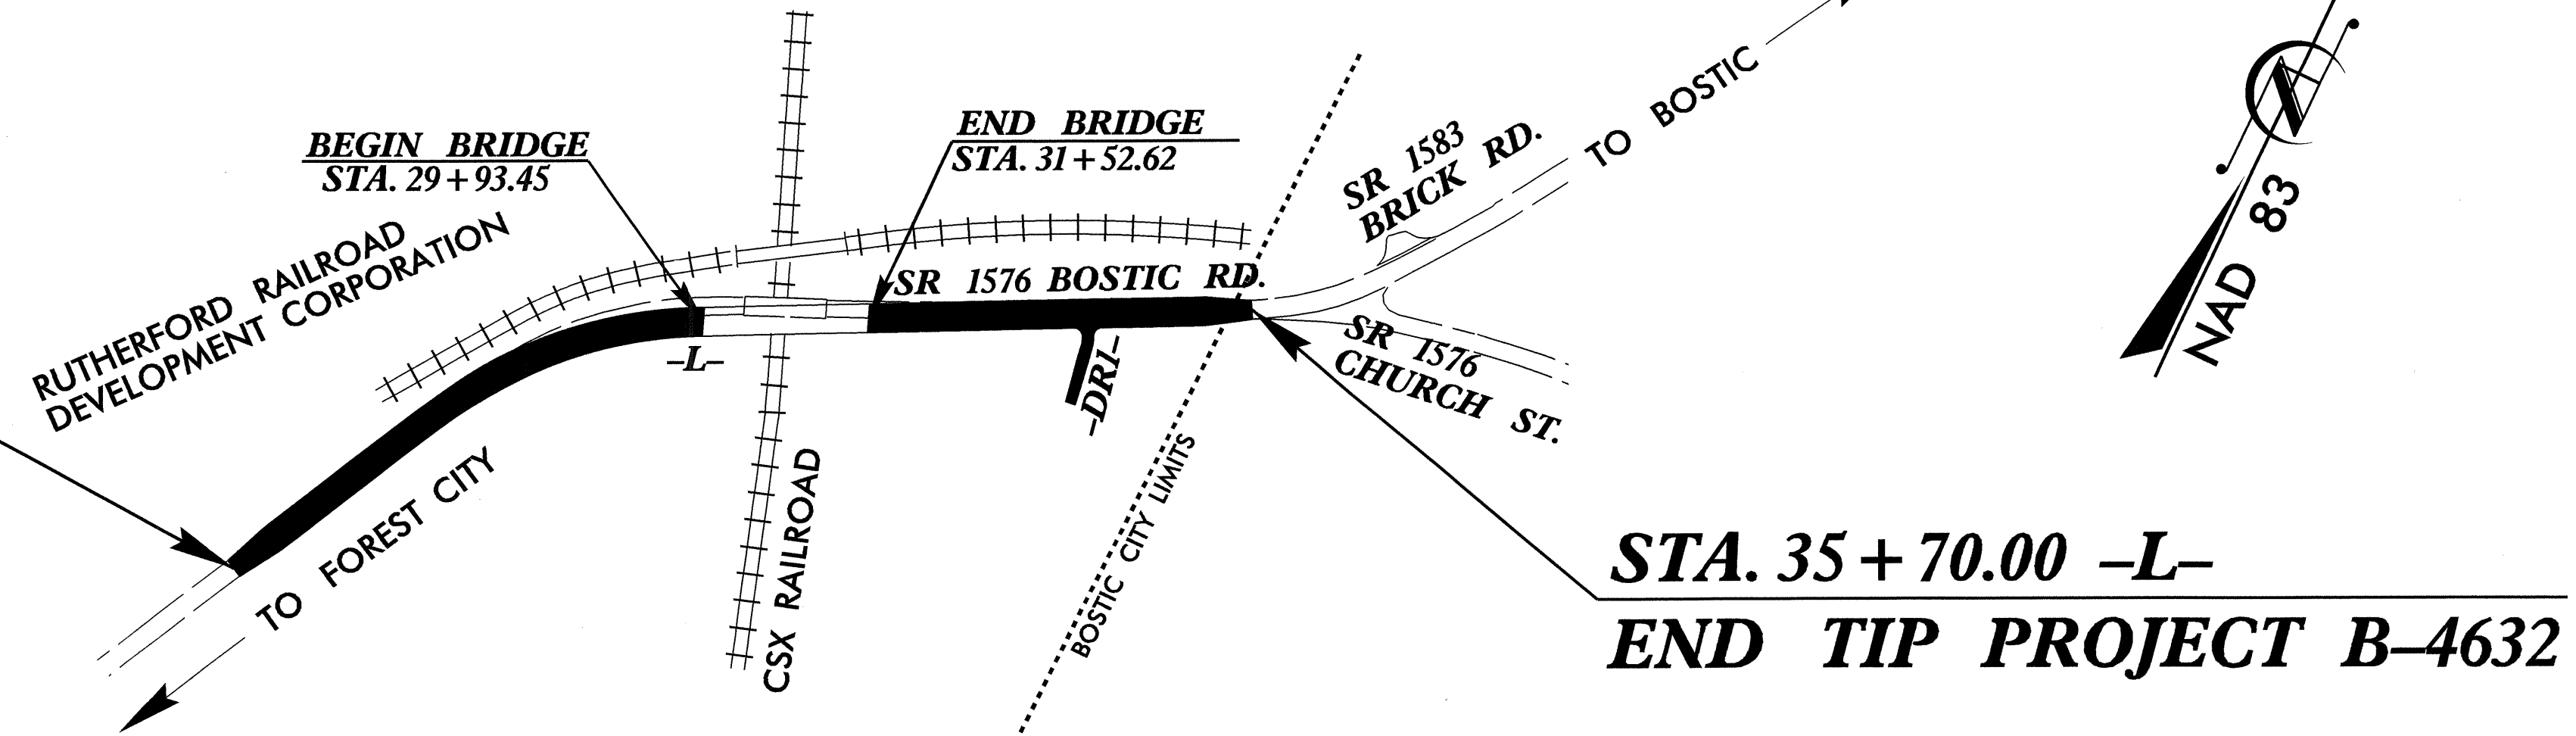 BEGIN BRIDGE
STA. 29+93.45
END BRIDGE
STA. 31+52.62
RUTHERFORD RAILROAD
DEVELOPMENT CORPORATION
SR 1576 BOSTIC RD.
SR 1583
BRICK RD.
TO BOSTIC
N
NAD 83
–L–
–DR1–
SR 1576
CHURCH ST.
TO FOREST CITY
CSX RAILROAD
BOSTIC CITY LIMITS
STA. 35+70.00 –L–
END TIP PROJECT B–4632